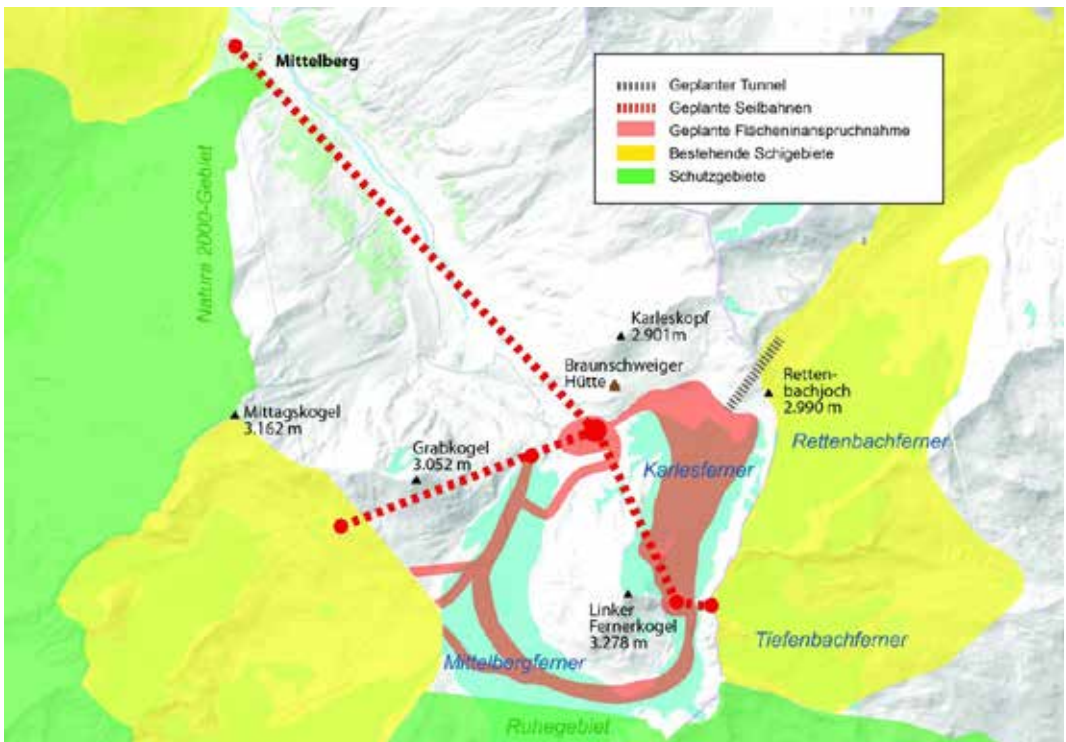 Mittelberg
Geplanter Tunnel
Geplante Seilbahnen
Geplante Flächeninanspruchnahme
Bestehende Schigebiete
Schutzgebiete
Natura 2000-Gebiet
Karleskopf
2.901 m
Braunschweiger
Hütte
Retten-
bachjoch
2.990 m
Mittagskogel
3.162 m
Grabkogel
3.052 m
Rettenbachferner
Karlesferner
Linker
Fernerkogel
3.278 m
Tiefenbachferner
Mittelbergferner
Ruhegebiet